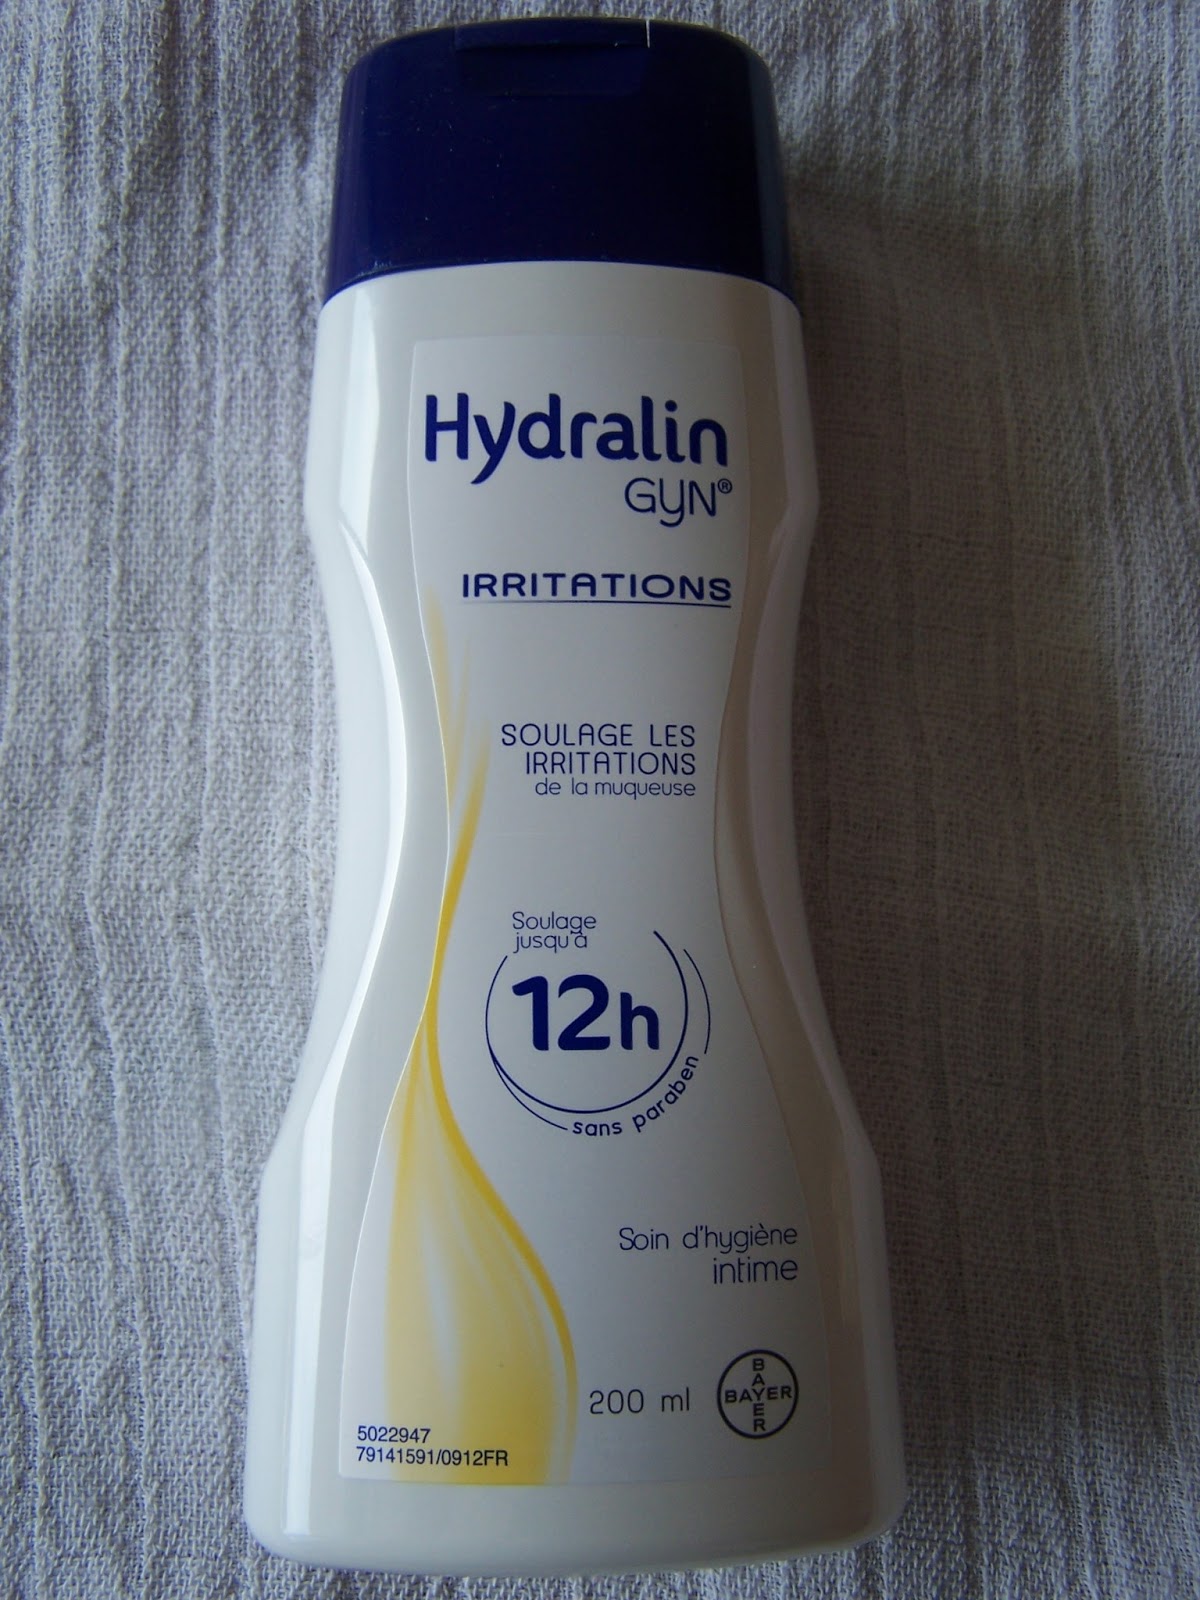 Hydralin
GYN®
IRRITATIONS
SOULAGE LES
IRRITATIONS
de la muqueuse
Soulage
jusqu'à
12h
sans paraben
Soin d'hygiène
intime
200 ml
BAYER
BAYER
5022947
79141591/0912FR